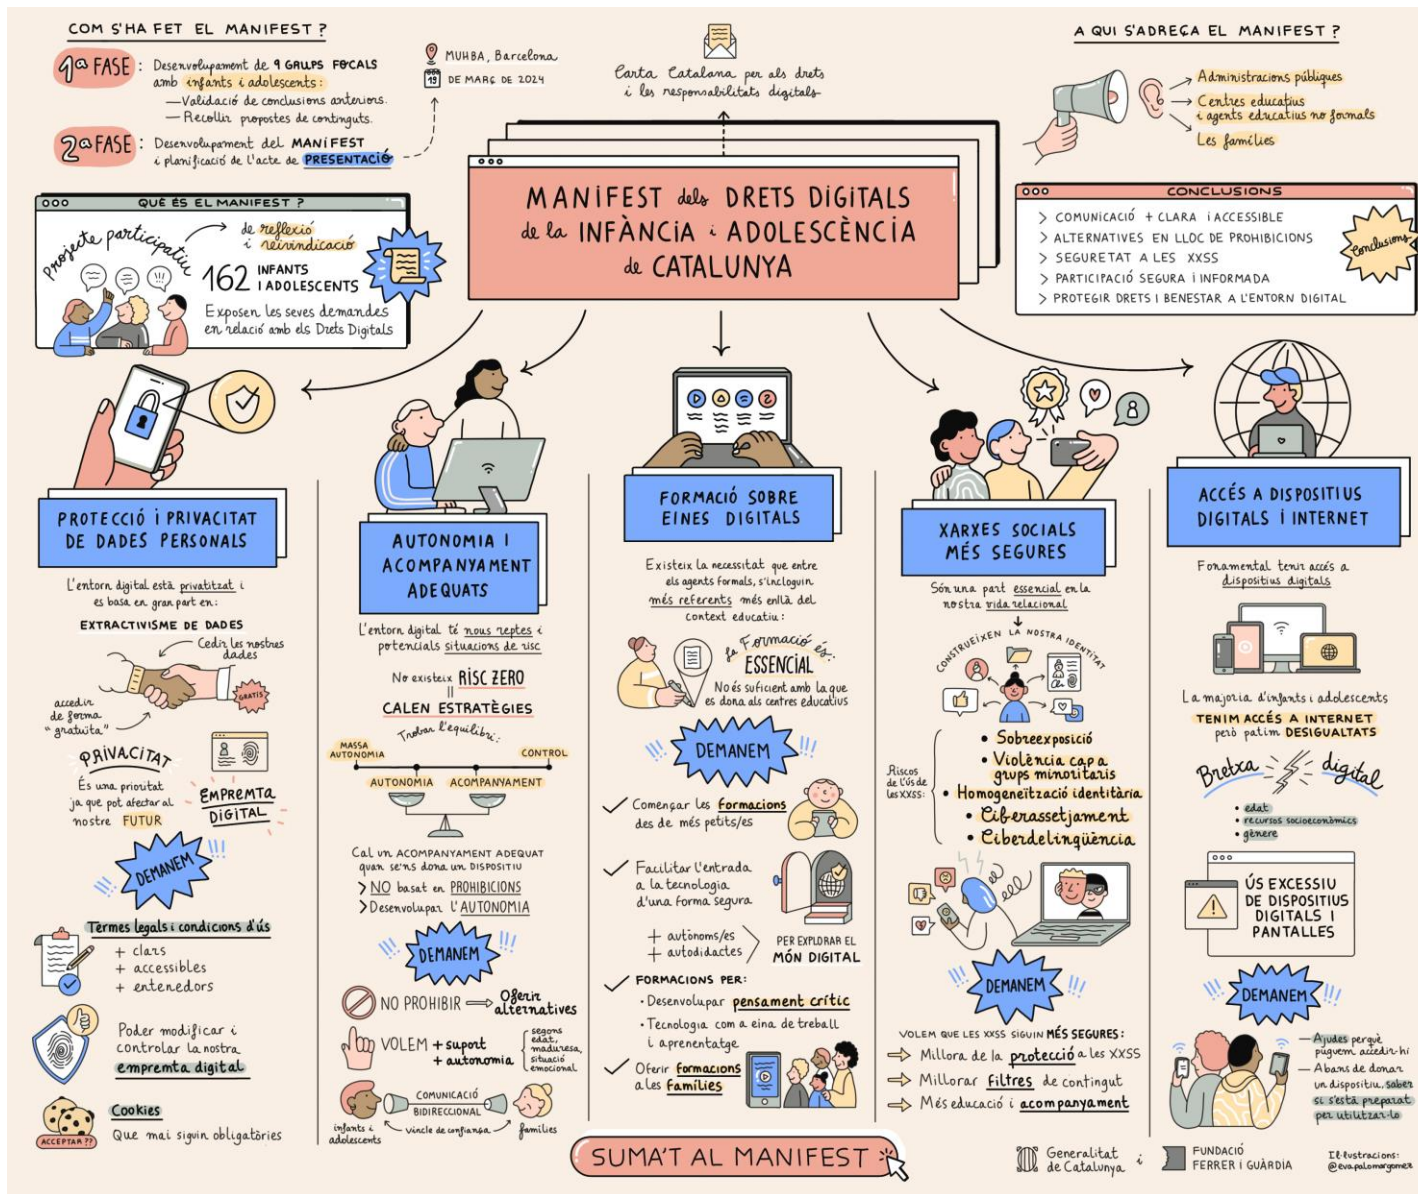 COM S'HA FET EL MANIFEST?
1ª FASE: Desenvolupament de 9 GRUPS FOCALS
amb infants i adolescents:
— Validació de conclusions anteriors.
— Recollir propostes de continguts.
2ª FASE: Desenvolupament del MANIFEST
i planificació de l'acte de PRESENTACIÓ
MUHBA, Barcelona
19
DE MARÇ DE 2024
Carta Catalana per als drets
i les responsabilitats digitals
A QUI S'ADREÇA EL MANIFEST?
Administracions públiques
Centres educatius
i agents educatius no formals
Les famílies
QUÈ ÉS EL MANIFEST?
Projecte participatiu
de reflexió
i reivindicació
162 INFANTS
I ADOLESCENTS
Exposen les seves demandes
en relació amb els Drets Digitals
MANIFEST dels DRETS DIGITALS
de la INFÀNCIA i ADOLESCÈNCIA
de CATALUNYA
CONCLUSIONS
> COMUNICACIÓ + CLARA I ACCESSIBLE
> ALTERNATIVES EN LLOC DE PROHIBICIONS
> SEGURETAT A LES XXSS
> PARTICIPACIÓ SEGURA I INFORMADA
> PROTEGIR DRETS I BENESTAR A L'ENTORN DIGITAL
Conclusions
PROTECCIÓ I PRIVACITAT
DE DADES PERSONALS
L'entorn digital està privatitzat i
es basa en gran part en:
EXTRACTIVISME DE DADES
Cedir les nostres
dades
GRATIS
accedir
de forma
"gratuïta"
PRIVACITAT
És una prioritat
ja que pot afectar al
nostre FUTUR
EMPREMTA
DIGITAL
DEMANEM
Termes legals i condicions d'ús
+ clars
+ accessibles
+ entenedors
Poder modificar i
controlar la nostra
empremta digital
Cookies
ACCEPTAR??
Que mai siguin obligatòries
AUTONOMIA I
ACOMPANYAMENT
ADEQUATS
L'entorn digital té nous reptes i
potencials situacions de risc
No existeix RISC ZERO
=
CALEN ESTRATÈGIES
Trobar l'equilibri:
MASSA
AUTONOMIA
CONTROL
AUTONOMIA
ACOMPANYAMENT
Cal un ACOMPANYAMENT ADEQUAT
quan se'ns dona un DISPOSITIU
> NO basat en PROHIBICIONS
> Desenvolupar L'AUTONOMIA
DEMANEM
NO PROHIBIR ⇒ Oferir
alternatives
VOLEM + suport
+ autonomia
segons
edat,
maduresa,
situació
emocional
COMUNICACIÓ
BIDIRECCIONAL
infants i
adolescents
vincle de confiança
famílies
FORMACIÓ SOBRE
EINES DIGITALS
Existeix la necessitat que entre
els agents formals, s'incloguin
més referents més enllà del
context educatiu:
La Formació és:
ESSENCIAL
No és suficient amb la que
es dona als centres educatius
DEMANEM
Començar les formacions
des de més petits/es
Facilitar l'entrada
a la tecnologia
d'una forma segura
+ autònoms/es
+ autodidactes
PER EXPLORAR EL
MÓN DIGITAL
FORMACIONS PER:
· Desenvolupar pensament crític
· Tecnologia com a eina de treball
i aprenentatge
Oferir formacions
a les famílies
XARXES SOCIALS
MÉS SEGURES
Són una part essencial en la
nostra vida relacional
CONSTRUEIXEN LA NOSTRA IDENTITAT
Riscos
de l'ús de
les XXSS:
• Sobreexposició
• Violència cap a
grups minoritaris
• Homogeneïtzació identitària
• Ciberassetjament
• Ciberdelinqüència
DEMANEM
VOLEM QUE LES XXSS SIGUIN MÉS SEGURES:
⇒ Millora de la protecció a les XXSS
⇒ Millorar filtres de contingut
⇒ Més educació i acompanyament
ACCÉS A DISPOSITIUS
DIGITALS I INTERNET
Fonamental tenir accés a
dispositius digitals
La majoria d'infants i adolescents
TENIM ACCÉS A INTERNET
però patim DESIGUALTATS
Bretxa digital
• edat
• recursos socioeconòmics
• gènere
ÚS EXCESSIU
DE DISPOSITIUS
DIGITALS I
PANTALLES
DEMANEM
— Ajudes perquè
puguem accedir-hi
— Abans de donar
un dispositiu, saber
si s'està preparat
per utilitzar-lo
SUMA'T AL MANIFEST
Generalitat
de Catalunya
i
FUNDACIÓ
FERRER i GUÀRDIA
Il·lustracions:
@evapalomargomez